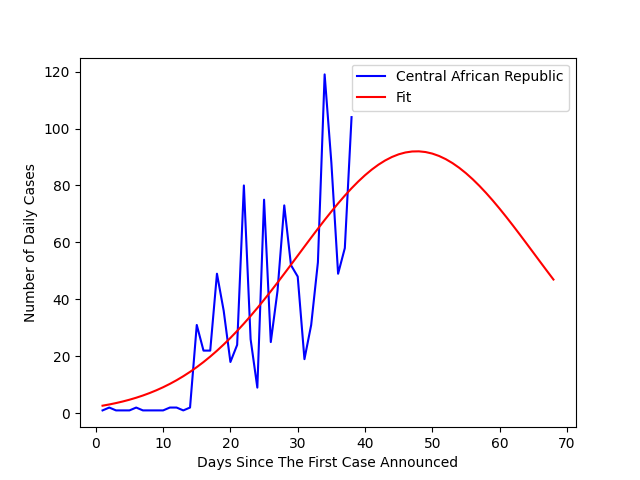 Central African Republic
Fit
120
100
80
60
40
20
0
Number of Daily Cases
0 10 20 30 40 50 60 70
Days Since The First Case Announced